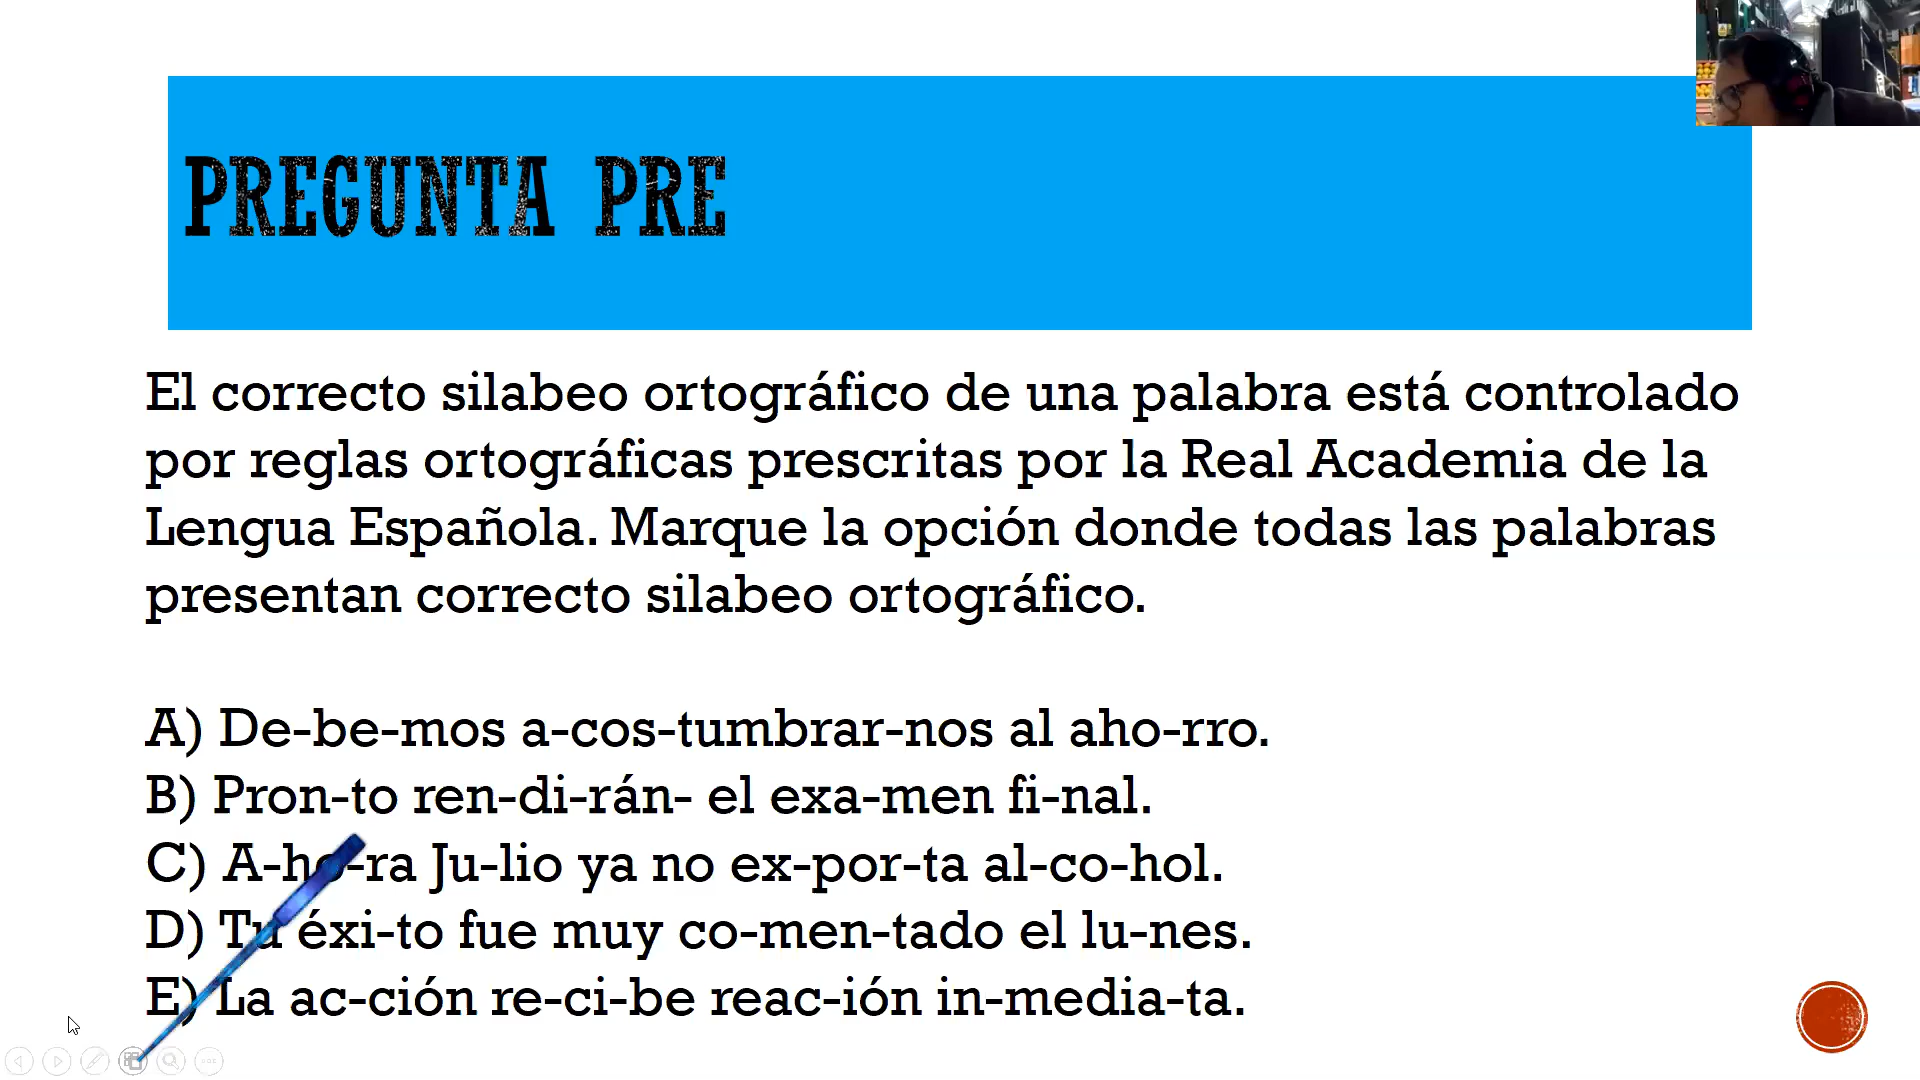 PREGUNTA PRE
El correcto silabeo ortográfico de una palabra está controlado
por reglas ortográficas prescritas por la Real Academia de la
Lengua Española. Marque la opción donde todas las palabras
presentan correcto silabeo ortográfico.
A) De-be-mos a-cos-tumbrar-nos al aho-rro.
B) Pron-to ren-di-rán- el exa-men fi-nal.
C) A-ho-ra Ju-lio ya no ex-por-ta al-co-hol.
D) Tu éxi-to fue muy co-men-tado el lu-nes.
E) La ac-ción re-ci-be reac-ión in-media-ta.